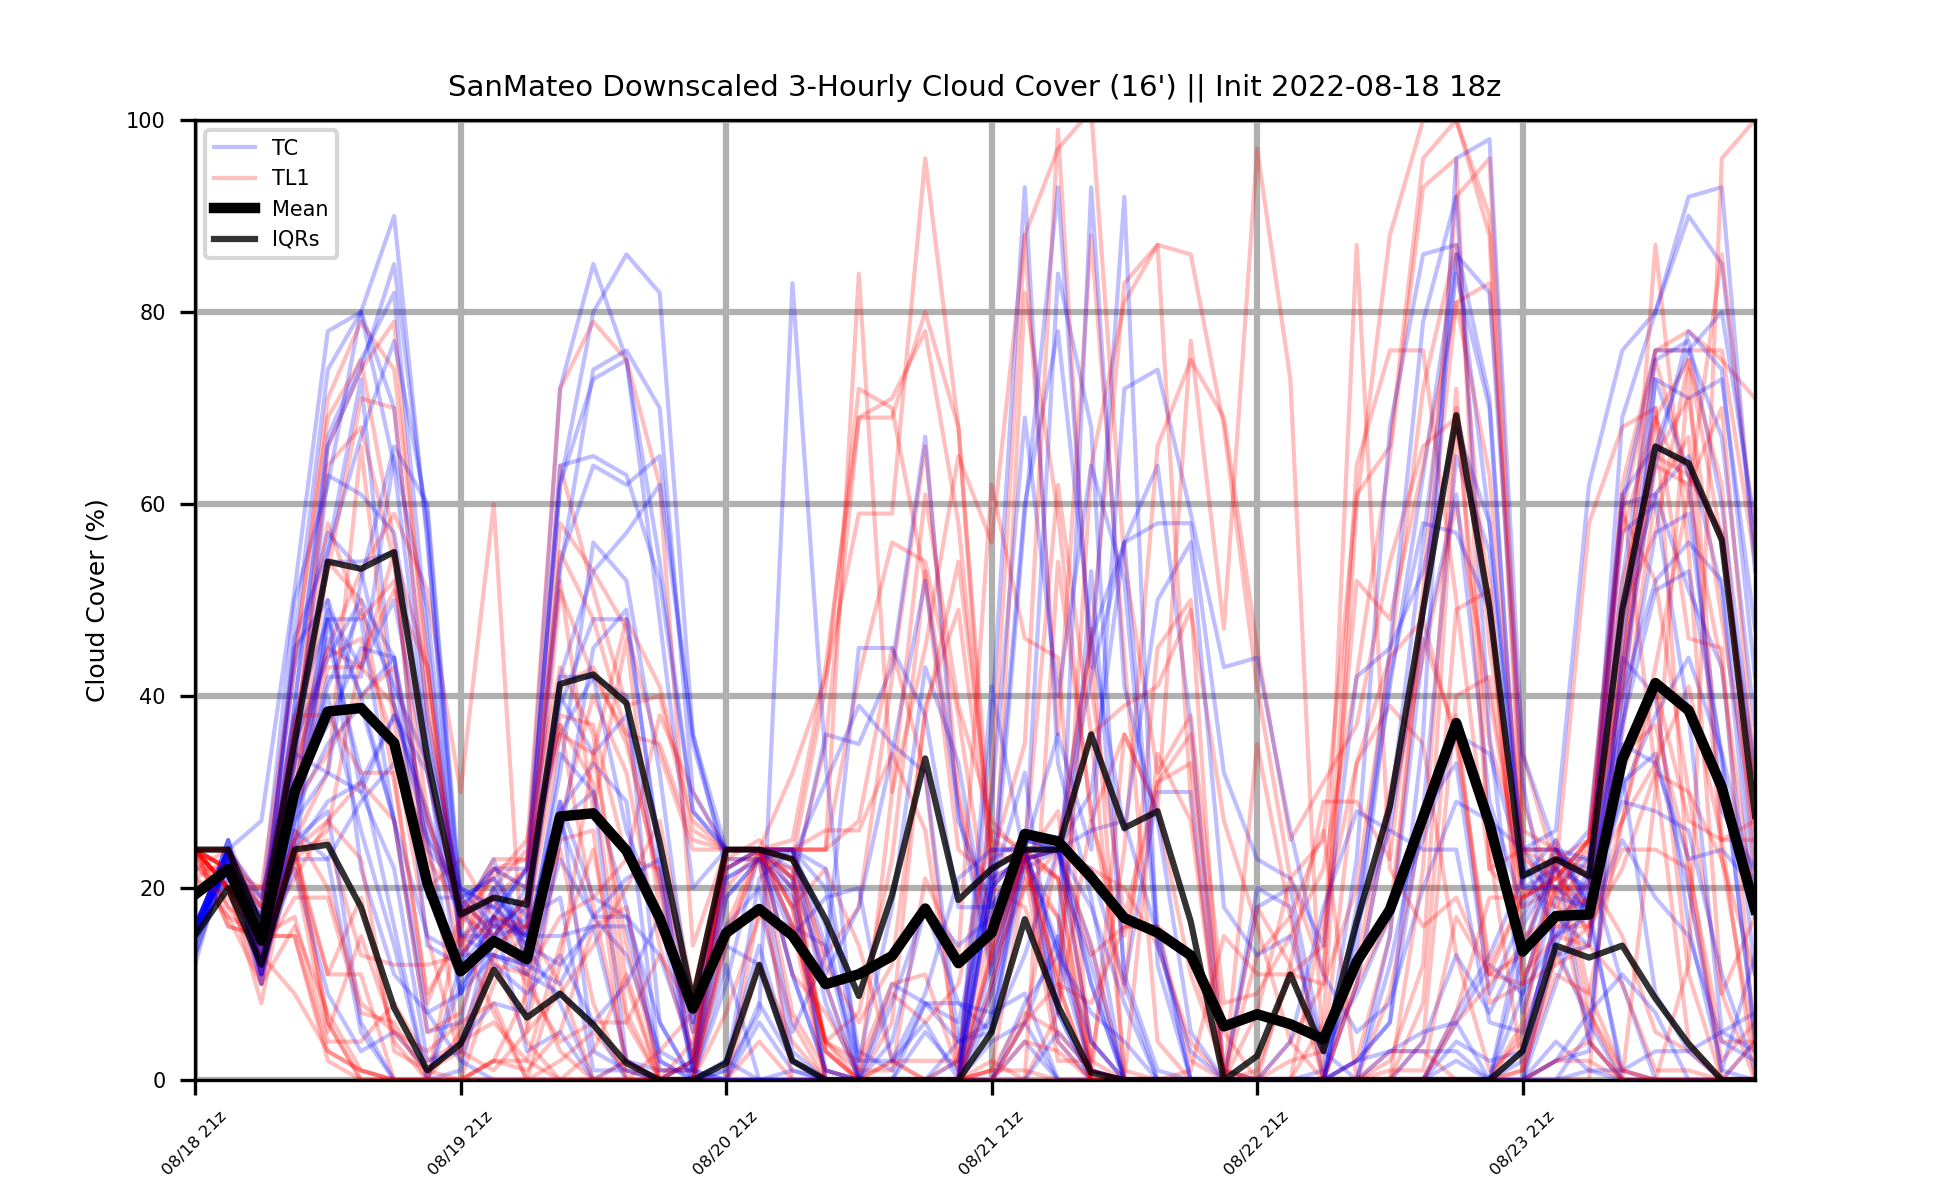 SanMateo Downscaled 3-Hourly Cloud Cover (16') || Init 2022-08-18 18z
Cloud Cover (%)
100
80
60
40
20
0
TC
TL1
Mean
IQRs
08/18 21z
08/19 21z
08/20 21z
08/21 21z
08/22 21z
08/23 21z